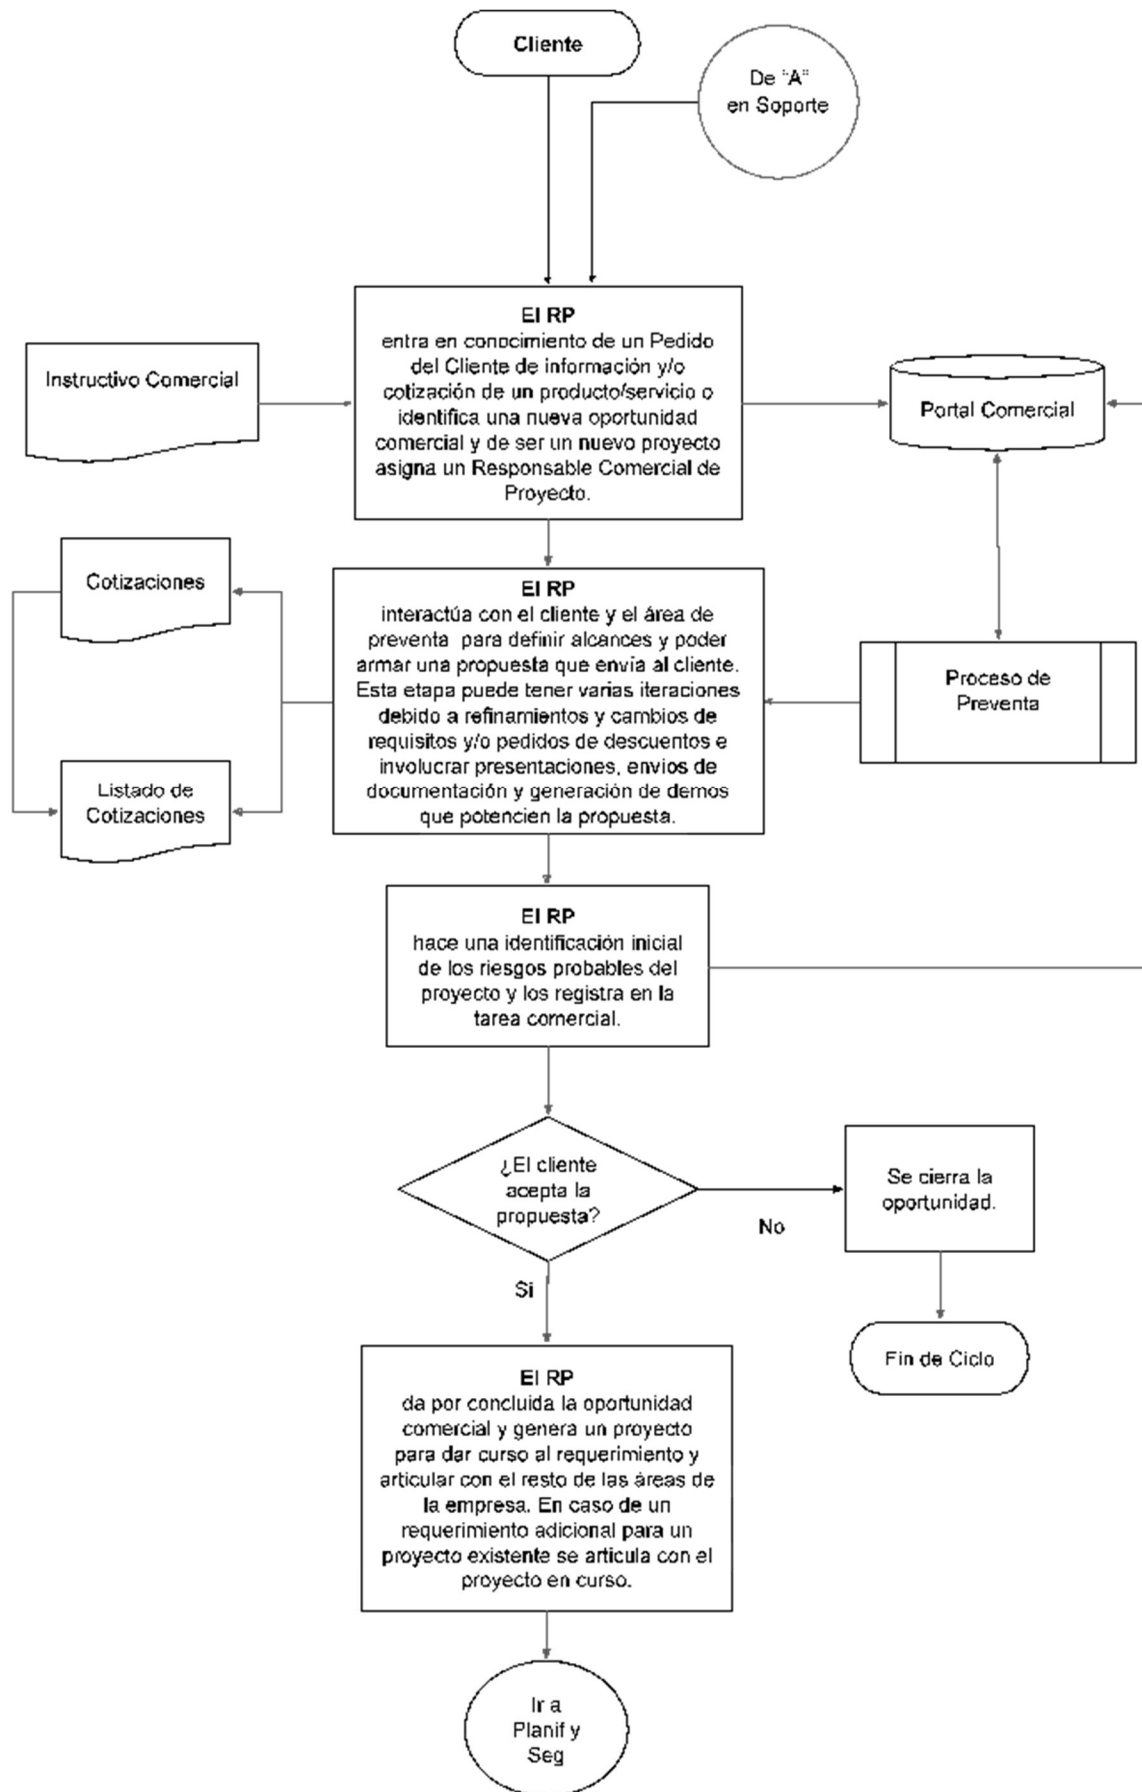 Cliente
De "A"
en Soporte
El RP
entra en conocimiento de un Pedido
del Cliente de información y/o
cotización de un producto/servicio o
identifica una nueva oportunidad
comercial y de ser un nuevo proyecto
asigna un Responsable Comercial de
Proyecto.
Instructivo Comercial
Portal Comercial
Cotizaciones
Listado de
Cotizaciones
El RP
interactúa con el cliente y el área de
preventa para definir alcances y poder
armar una propuesta que envía al cliente.
Esta etapa puede tener varias iteraciones
debido a refinamientos y cambios de
requisitos y/o pedidos de descuentos e
involucrar presentaciones, envios de
documentación y generación de demos
que potencien la propuesta.
Proceso de
Preventa
El RP
hace una identificación inicial
de los riesgos probables del
proyecto y los registra en la
tarea comercial.
¿El cliente
acepta la
propuesta?
No
Se cierra la
oportunidad.
Fin de Ciclo
Si
El RP
da por concluida la oportunidad
comercial y genera un proyecto
para dar curso al requerimiento y
articular con el resto de las áreas de
la empresa. En caso de un
requerimiento adicional para un
proyecto existente se articula con el
proyecto en curso.
Ir a
Planif y
Seg